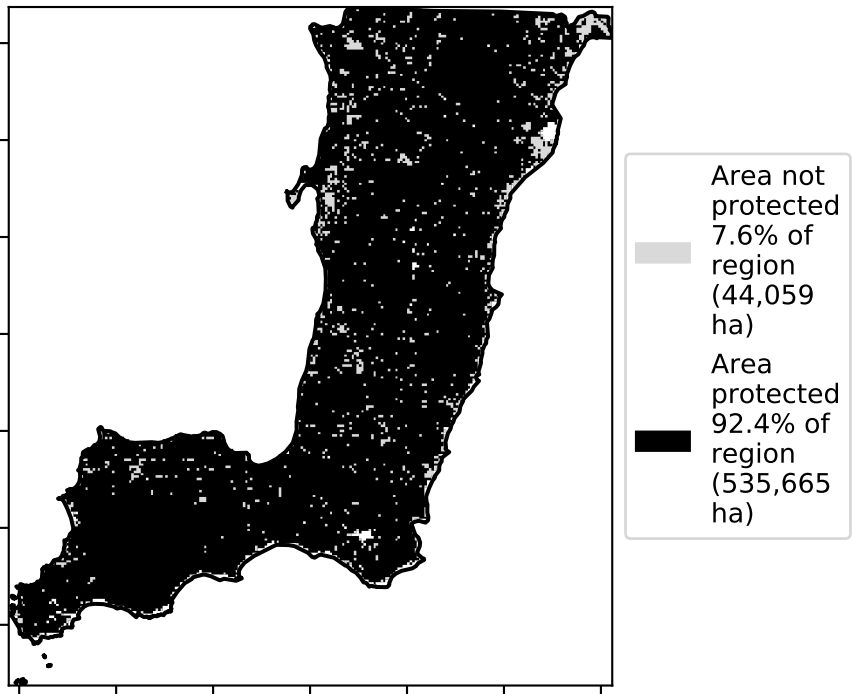 Area not
protected
7.6% of
region
(44,059
ha)
Area
protected
92.4% of
region
(535,665
ha)